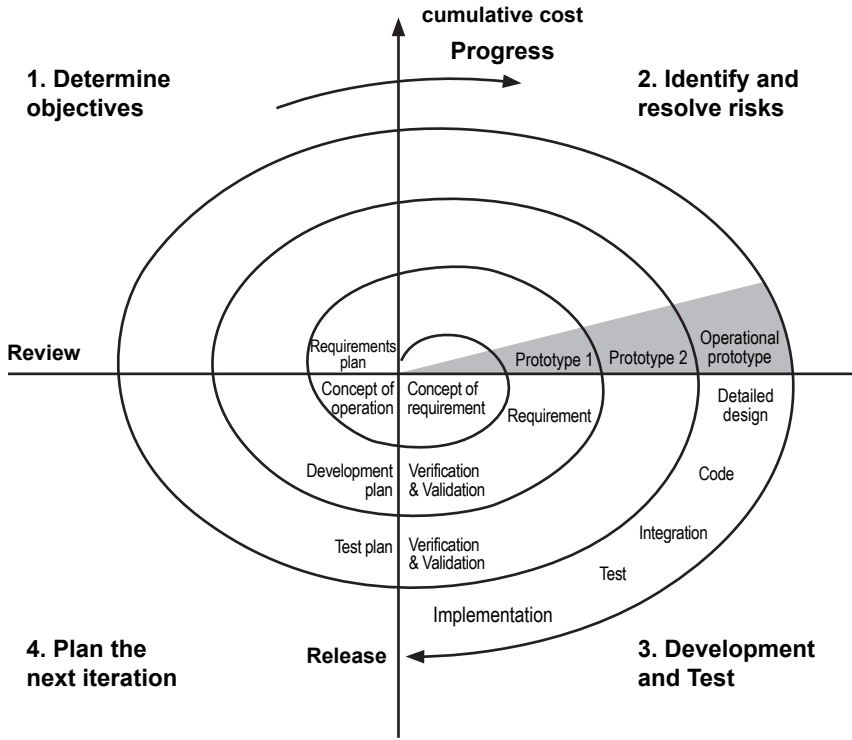 cumulative cost
Progress
1. Determine
objectives
2. Identify and
resolve risks
Review
Requirements
plan
Prototype 1
Prototype 2
Operational
prototype
Concept of
operation
Concept of
requirement
Requirement
Detailed
design
Development
plan
Verification
& Validation
Code
Test plan
Verification
& Validation
Integration
Test
Implementation
4. Plan the
next iteration
Release
3. Development
and Test